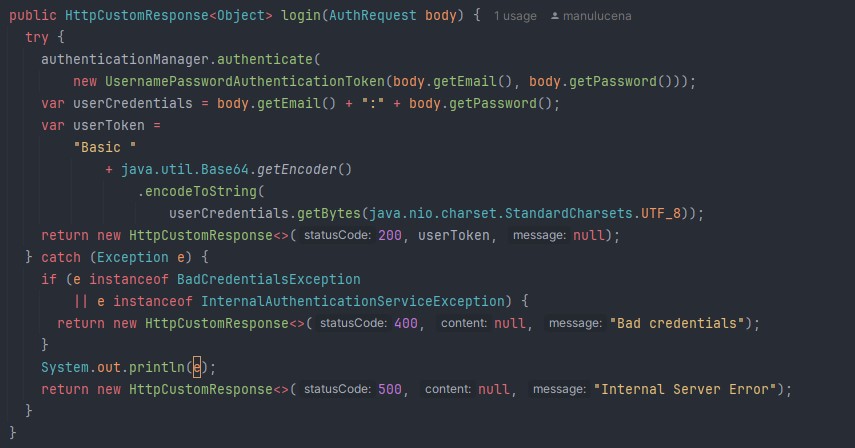 public HttpCustomResponse<Object> login(AuthRequest body) { 1 usage manulucena
try {
authenticationManager.authenticate(
new UsernamePasswordAuthenticationToken(body.getEmail(), body.getPassword()));
var userCredentials = body.getEmail() + ":" + body.getPassword();
var userToken =
"Basic "
+ java.util.Base64.getEncoder()
.encodeToString(
userCredentials.getBytes(java.nio.charset.StandardCharsets.UTF_8));
return new HttpCustomResponse<>( statusCode: 200, userToken, message: null);
} catch (Exception e) {
if (e instanceof BadCredentialsException
|| e instanceof InternalAuthenticationServiceException) {
return new HttpCustomResponse<>( statusCode: 400, content: null, message: "Bad credentials");
}
System.out.println(e);
return new HttpCustomResponse<>( statusCode: 500, content: null, message: "Internal Server Error");
}
}